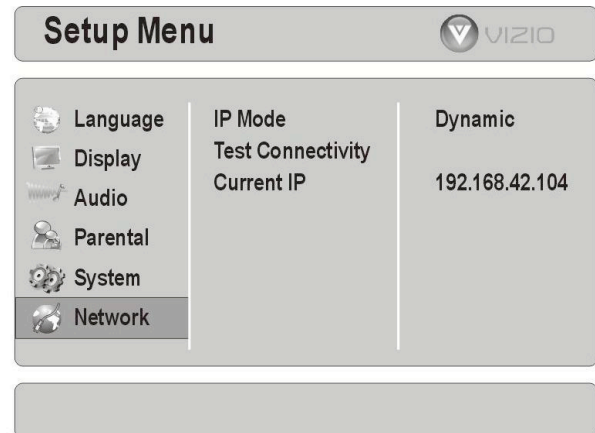 Setup Menu
VIZIO
Language
Display
Audio
Parental
System
Network
IP Mode
Test Connectivity
Current IP
Dynamic
192.168.42.104